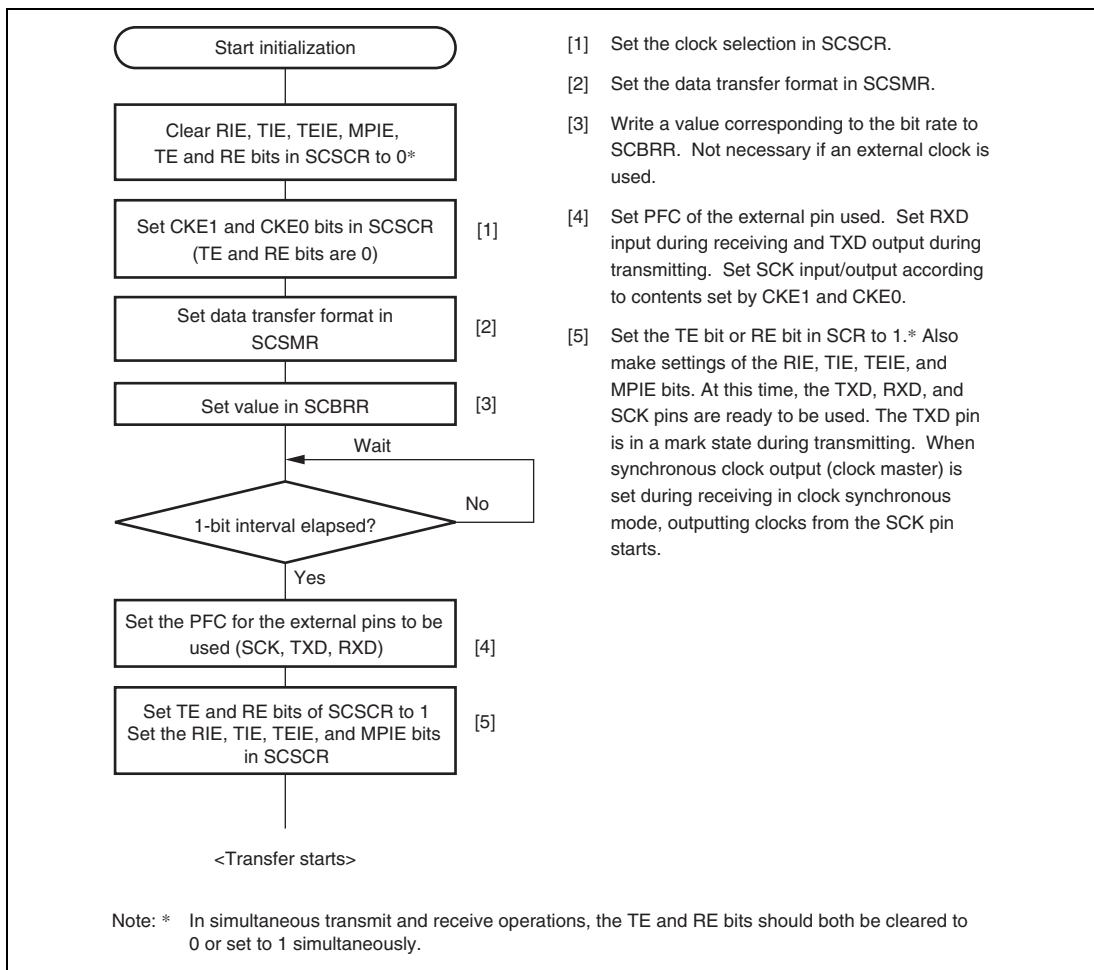 Start initialization
Clear RIE, TIE, TEIE, MPIE,
TE and RE bits in SCSCR to 0*
Set CKE1 and CKE0 bits in SCSCR
(TE and RE bits are 0)
[1]
Set data transfer format in
SCSMR
[2]
Set value in SCBRR
[3]
Wait
1-bit interval elapsed?
No
Yes
Set the PFC for the external pins to be
used (SCK, TXD, RXD)
[4]
Set TE and RE bits of SCSCR to 1
Set the RIE, TIE, TEIE, and MPIE bits
in SCSCR
[5]
<Transfer starts>
[1] Set the clock selection in SCSCR.
[2] Set the data transfer format in SCSMR.
[3] Write a value corresponding to the bit rate to
SCBRR. Not necessary if an external clock is
used.
[4] Set PFC of the external pin used. Set RXD
input during receiving and TXD output during
transmitting. Set SCK input/output according
to contents set by CKE1 and CKE0.
[5] Set the TE bit or RE bit in SCR to 1.* Also
make settings of the RIE, TIE, TEIE, and
MPIE bits. At this time, the TXD, RXD, and
SCK pins are ready to be used. The TXD pin
is in a mark state during transmitting. When
synchronous clock output (clock master) is
set during receiving in clock synchronous
mode, outputting clocks from the SCK pin
starts.
Note: * In simultaneous transmit and receive operations, the TE and RE bits should both be cleared to
0 or set to 1 simultaneously.